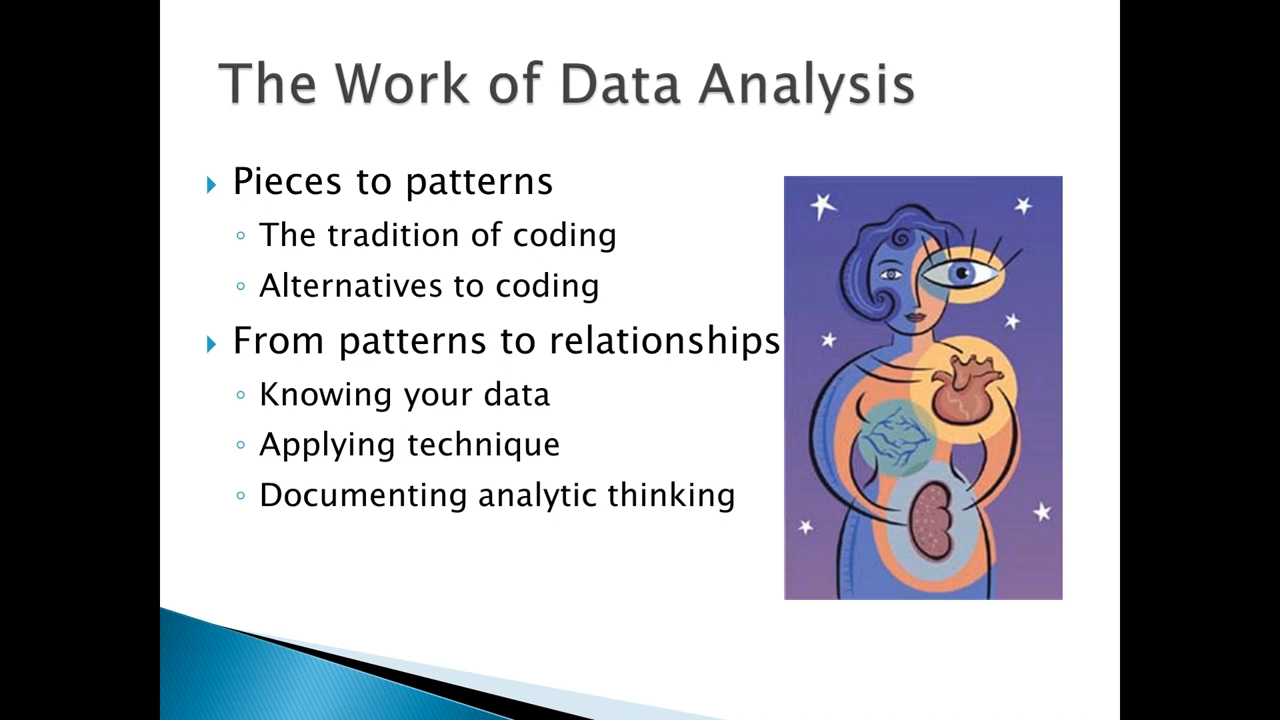 The Work of Data Analysis
Pieces to patterns
The tradition of coding
Alternatives to coding
From patterns to relationships
Knowing your data
Applying technique
Documenting analytic thinking